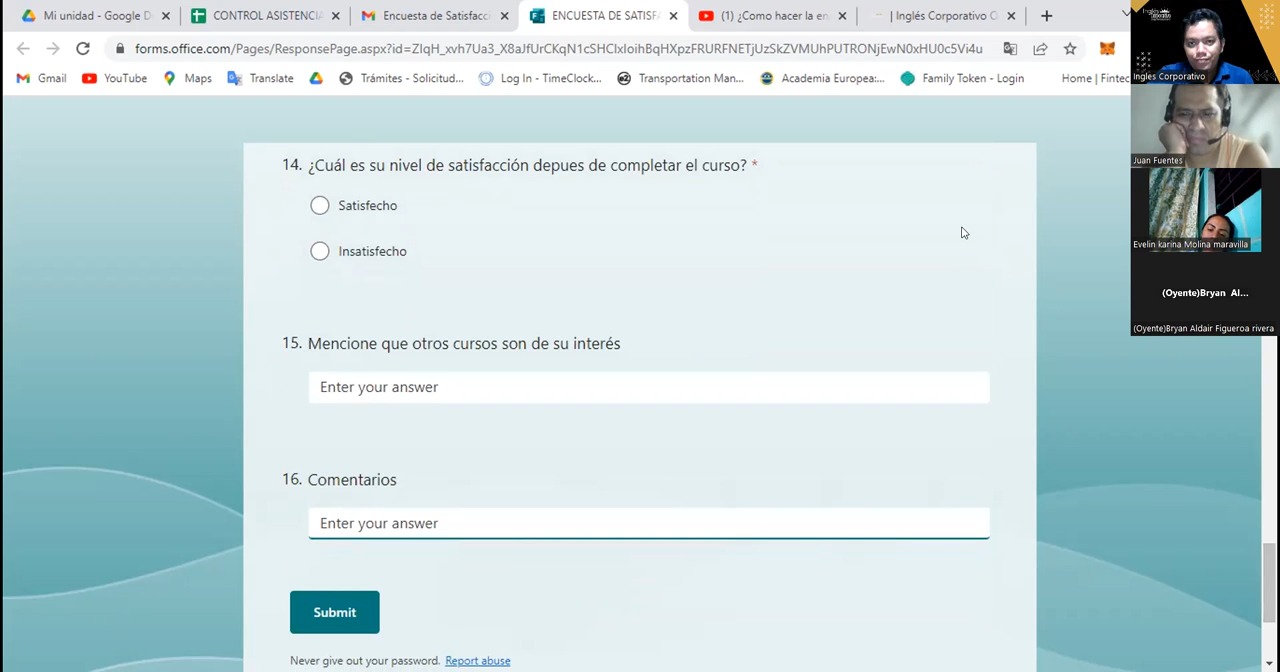 Mi unidad - Google D
CONTROL ASISTENCIA
Encuesta de Satisfacc
ENCUESTA DE SATISFA
(1) ¿Como hacer la en
| Inglés Corporativo C
forms.office.com/Pages/ResponsePage.aspx?id=ZIqH_xvh7Ua3_X8aJfUrCKqN1cSHClxIoihBqHXpzFRURFNETjUzSkZVMUhPUTRONjEwN0xHU0c5Vi4u
Gmail
YouTube
Maps
Translate
Trámites - Solicitud...
Log In - TimeClock...
Transportation Man...
Academia Europea:...
Family Token - Login
Home | Fintec
14. ¿Cuál es su nivel de satisfacción depues de completar el curso? *
Satisfecho
Insatisfecho
15. Mencione que otros cursos son de su interés
Enter your answer
16. Comentarios
Enter your answer
Submit
Never give out your password. Report abuse
Ingles Corporativo
Juan Fuentes
Evelin karina Molina maravilla
(Oyente)Bryan Al...
(Oyente)Bryan Aldair Figueroa rivera